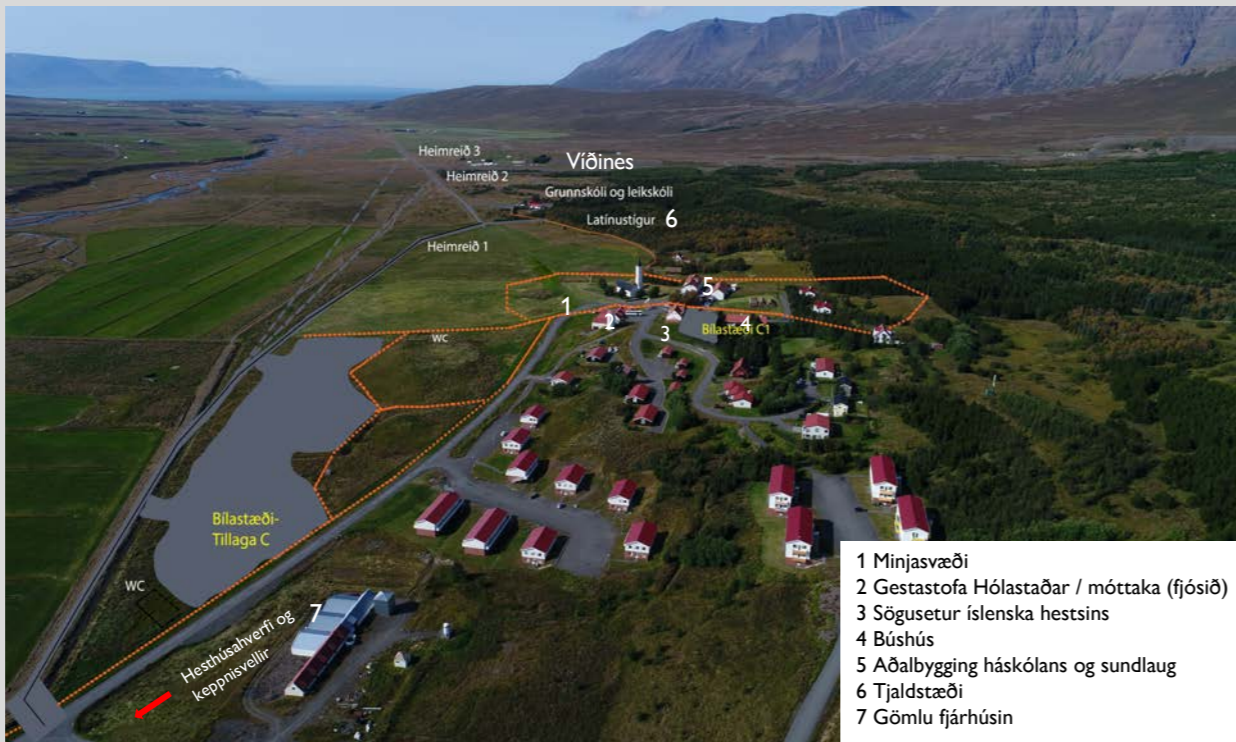 Heimreið 3
Víðines
Heimreið 2
Grunnskóli og leikskóli
Latínustígur 6
Heimreið 1
5
1
2
3
4
Bílastæði C1
WC
Bílastæði-
Tillaga C
WC
7
Hesthúsahverfi og
keppnisvellir
1 Minjasvæði
2 Gestastofa Hólastaðar / móttaka (fjósið)
3 Sögusetur íslenska hestsins
4 Búshús
5 Aðalbygging háskólans og sundlaug
6 Tjaldstæði
7 Gömlu fjárhúsin